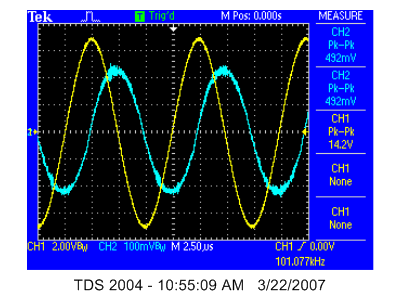 Tek T Trig'd M Pos: 0.000s MEASURE
CH2
Pk-Pk
492mV
CH2
Pk-Pk
492mV
CH1
Pk-Pk
14.2V
CH1
None
CH1
None
CH1 2.00VBw CH2 100mVBw M 2.50µs CH1 0.00V
101.077kHz
TDS 2004 - 10:55:09 AM 3/22/2007